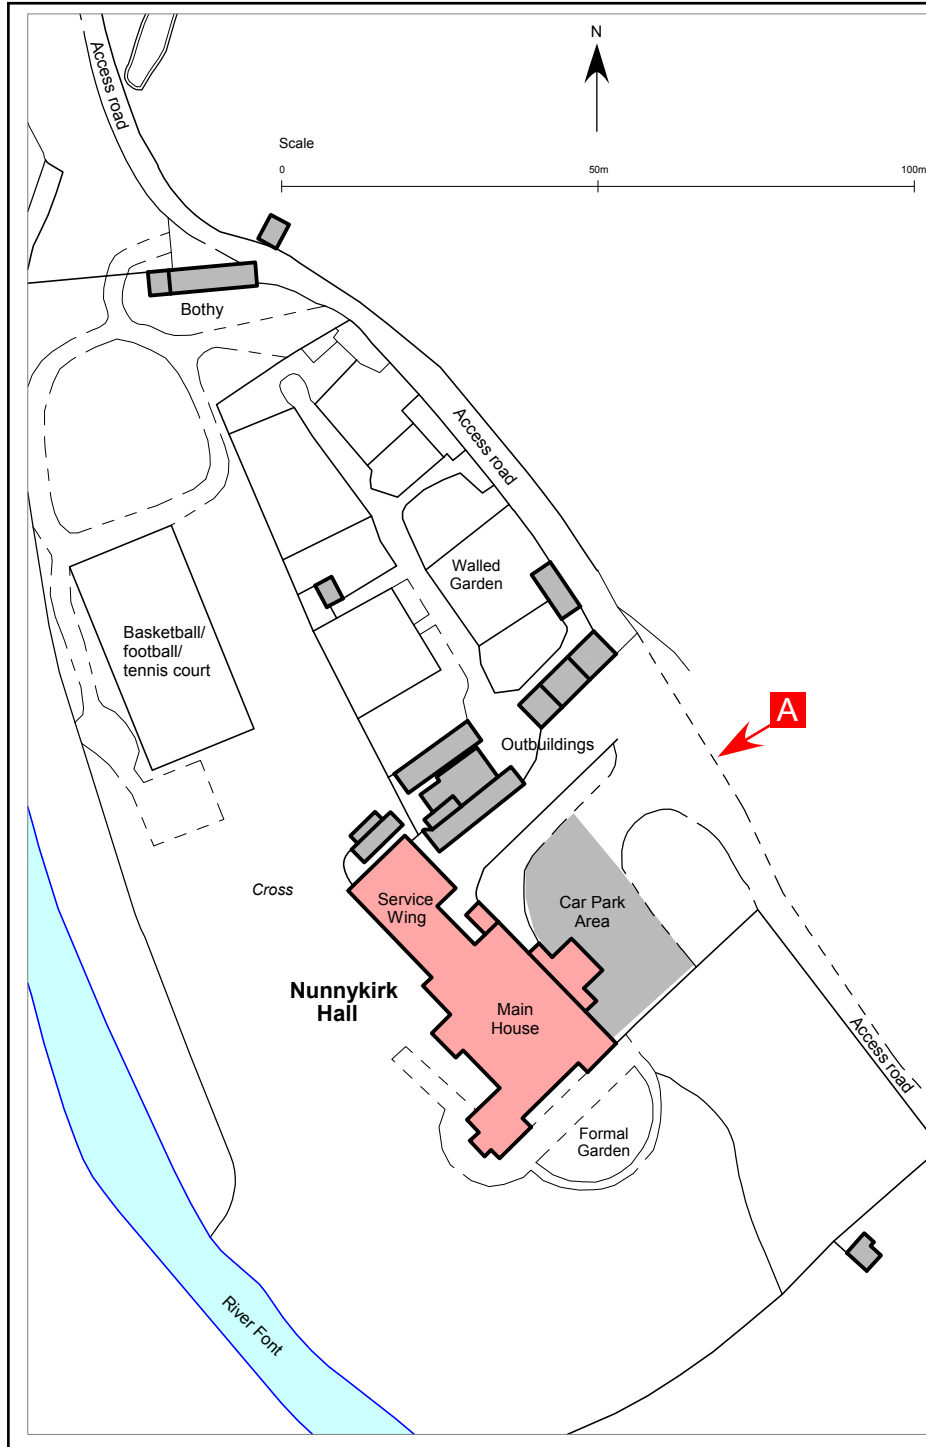 Access road
N
Scale
0
50m
100m
Bothy
Access road
Walled
Garden
Basketball/
football/
tennis court
A
Outbuildings
Cross
Service
Wing
Car Park
Area
Nunnykirk
Hall
Main
House
Access road
Formal
Garden
River Font